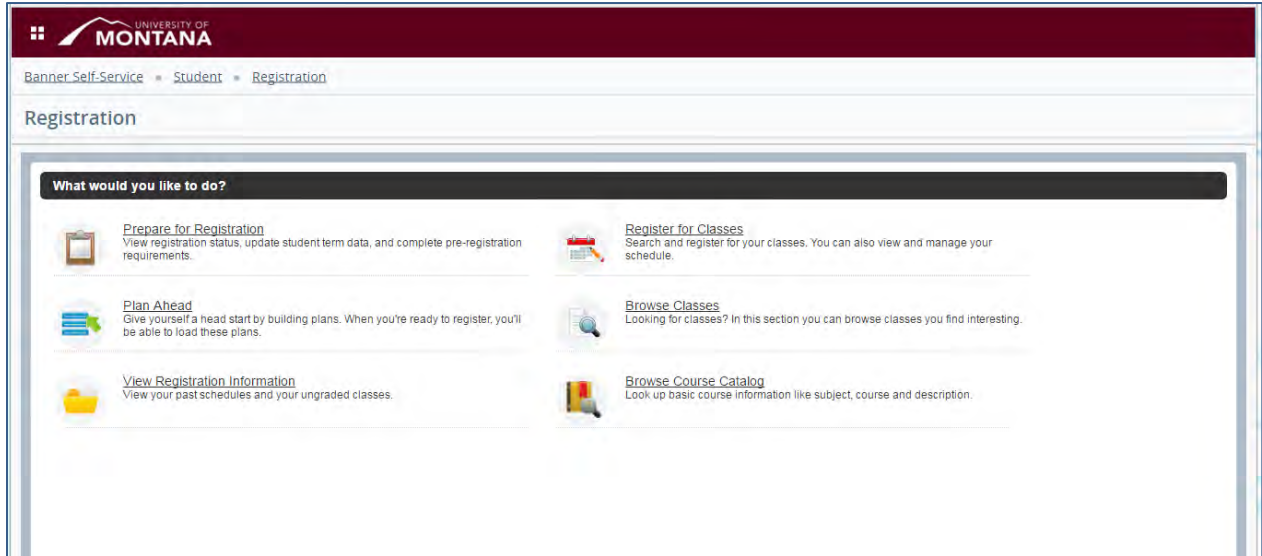 UNIVERSITY OF
MONTANA
Banner Self-Service Student Registration
Registration
What would you like to do?
Prepare for Registration
View registration status, update student term data, and complete pre-registration
requirements.
Register for Classes
Search and register for your classes. You can also view and manage your
schedule.
Plan Ahead
Give yourself a head start by building plans. When you're ready to register, you'll
be able to load these plans.
Browse Classes
Looking for classes? In this section you can browse classes you find interesting.
View Registration Information
View your past schedules and your ungraded classes.
Browse Course Catalog
Look up basic course information like subject, course and description.